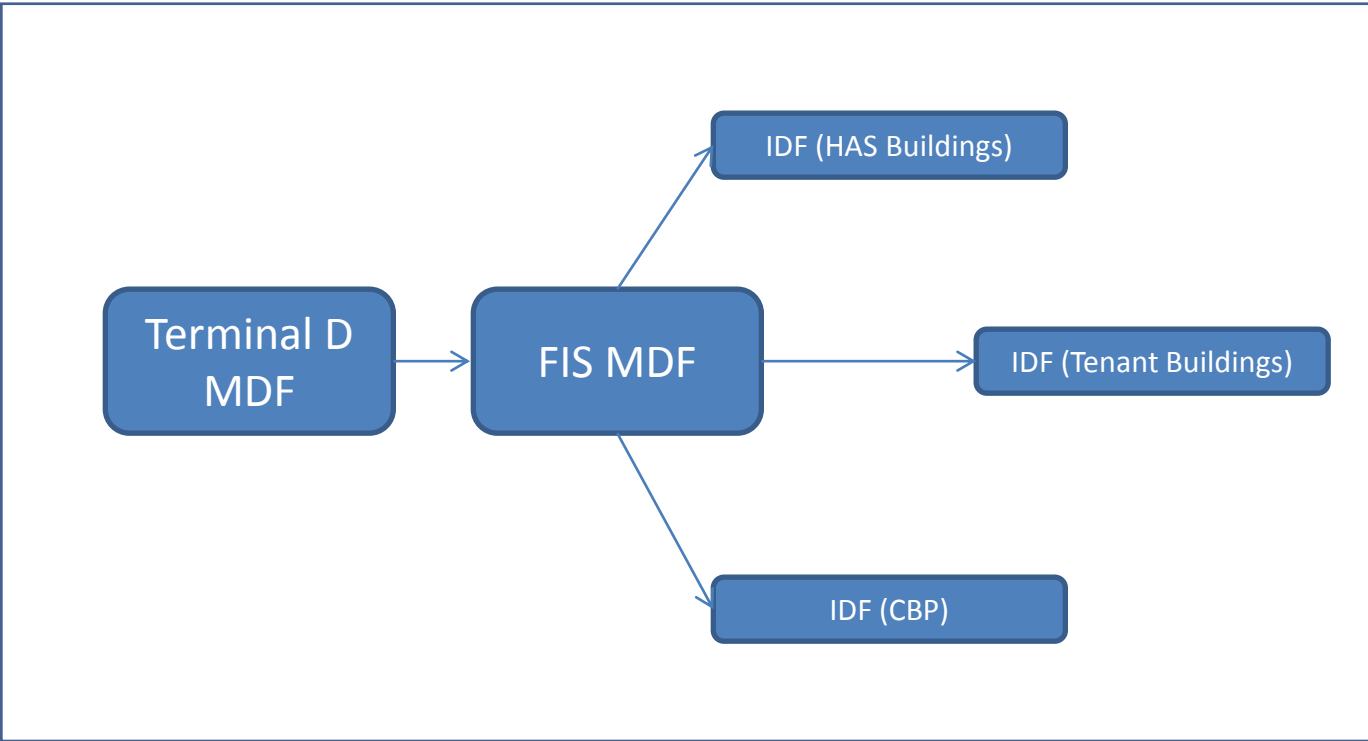 IDF (HAS Buildings)
Terminal D
MDF
FIS MDF
IDF (Tenant Buildings)
IDF (CBP)